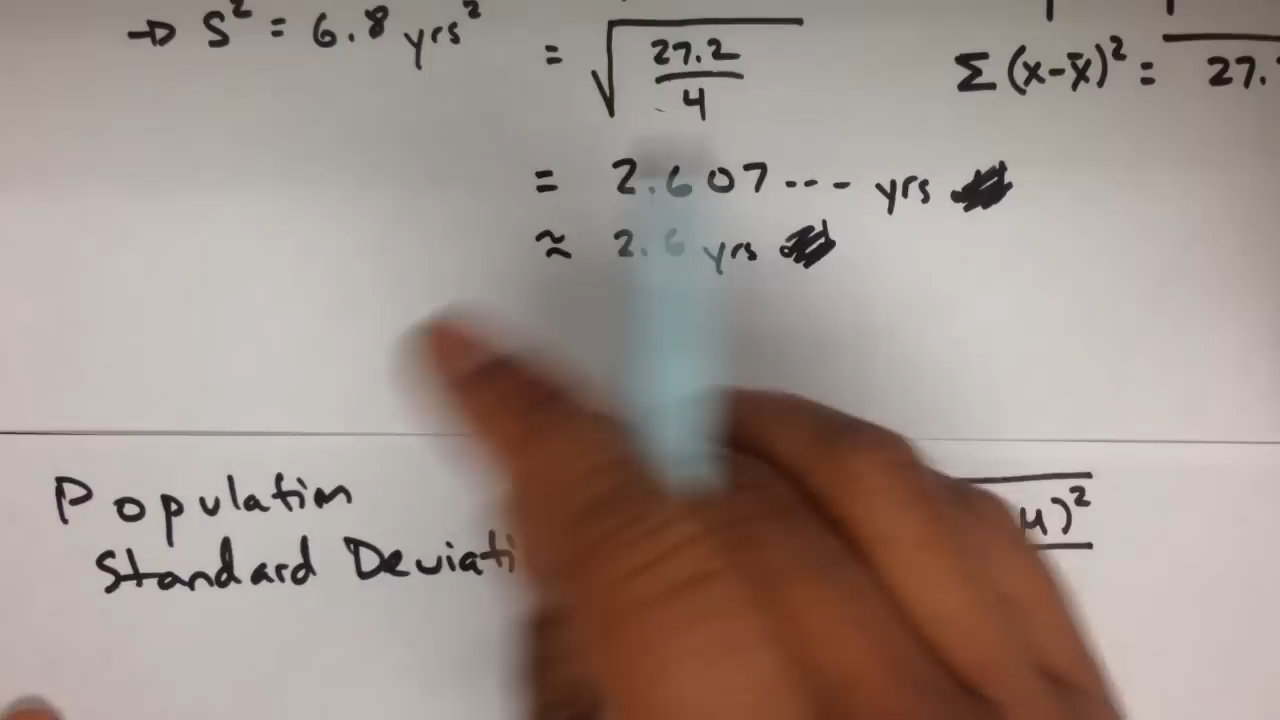 → S² = 6.8 yrs²
= √(27.2/4)
Σ(x-x̄)² = 27.
= 2.607--- yrs
≈ 2.6 yrs
Population
Standard Deviati
μ)²